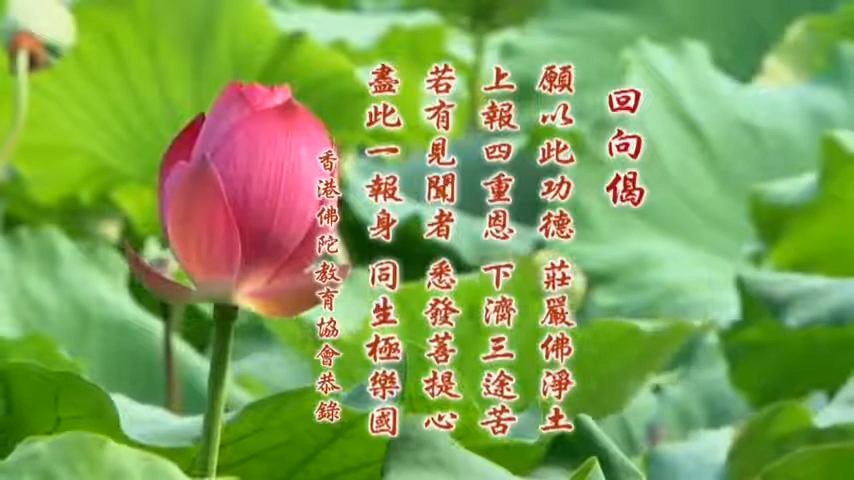 回向偈
願以此功德 莊嚴佛淨土
上報四重恩 下濟三途苦
若有見聞者 悉發菩提心
盡此一報身 同生極樂國
香港佛陀教育協會恭錄